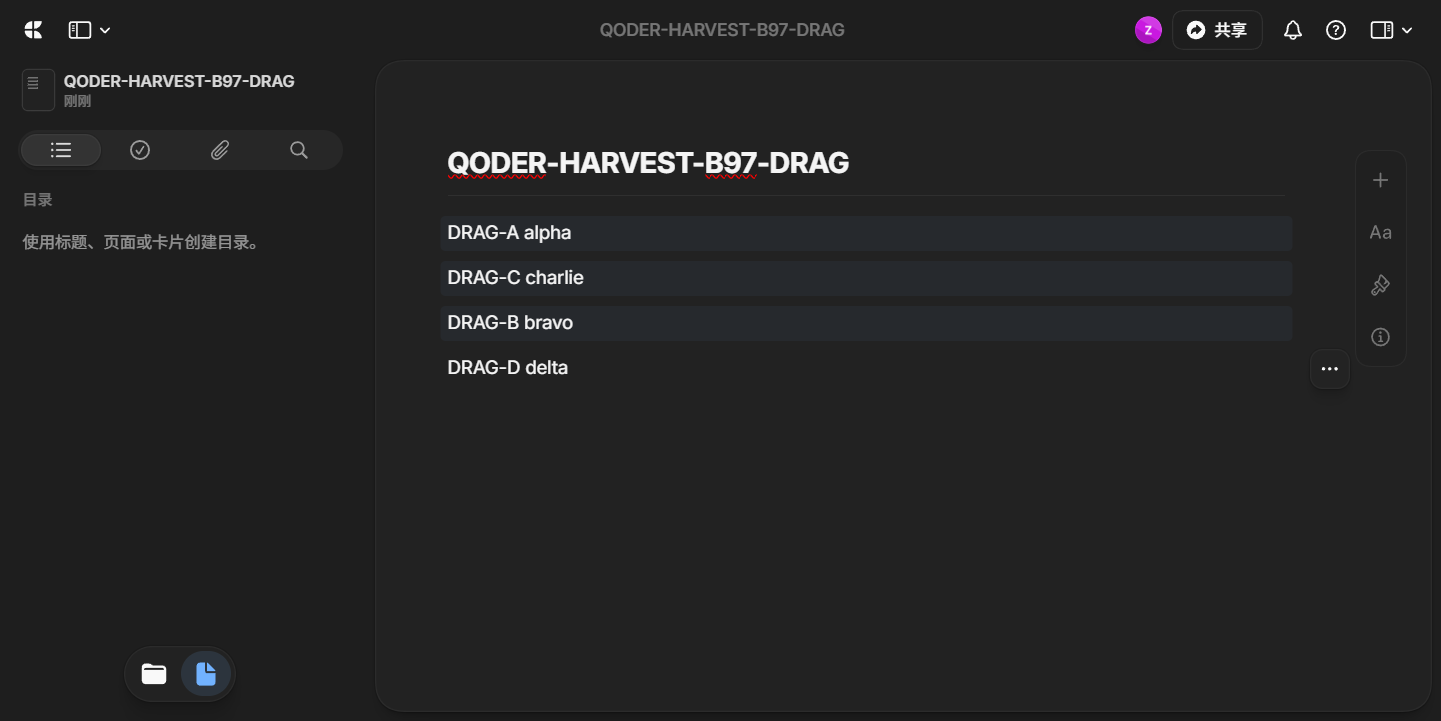 QODER-HARVEST-B97-DRAG
Z
共享
QODER-HARVEST-B97-DRAG
刚刚
目录
使用标题、页面或卡片创建目录。
QODER-HARVEST-B97-DRAG
DRAG-A alpha
DRAG-C charlie
DRAG-B bravo
DRAG-D delta
Aa